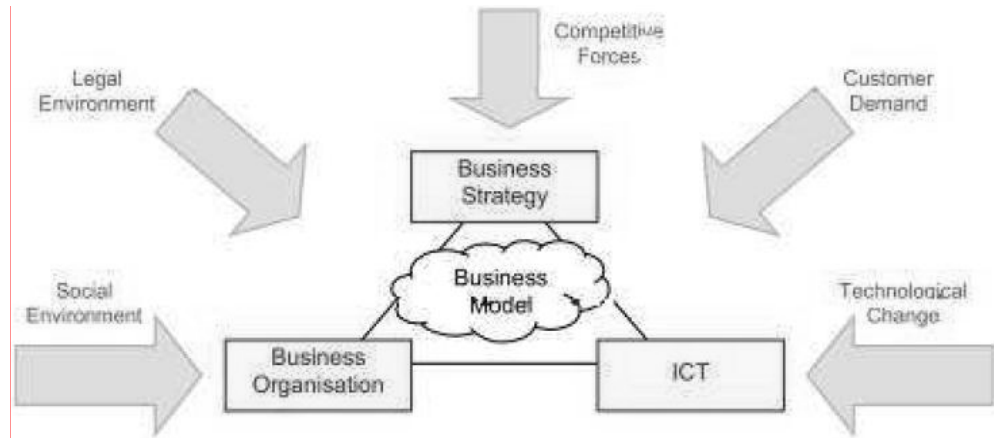 Competitive
Forces
Legal
Environment
Customer
Demand
Business
Strategy
Business
Model
Social
Environment
Technological
Change
Business
Organisation
ICT